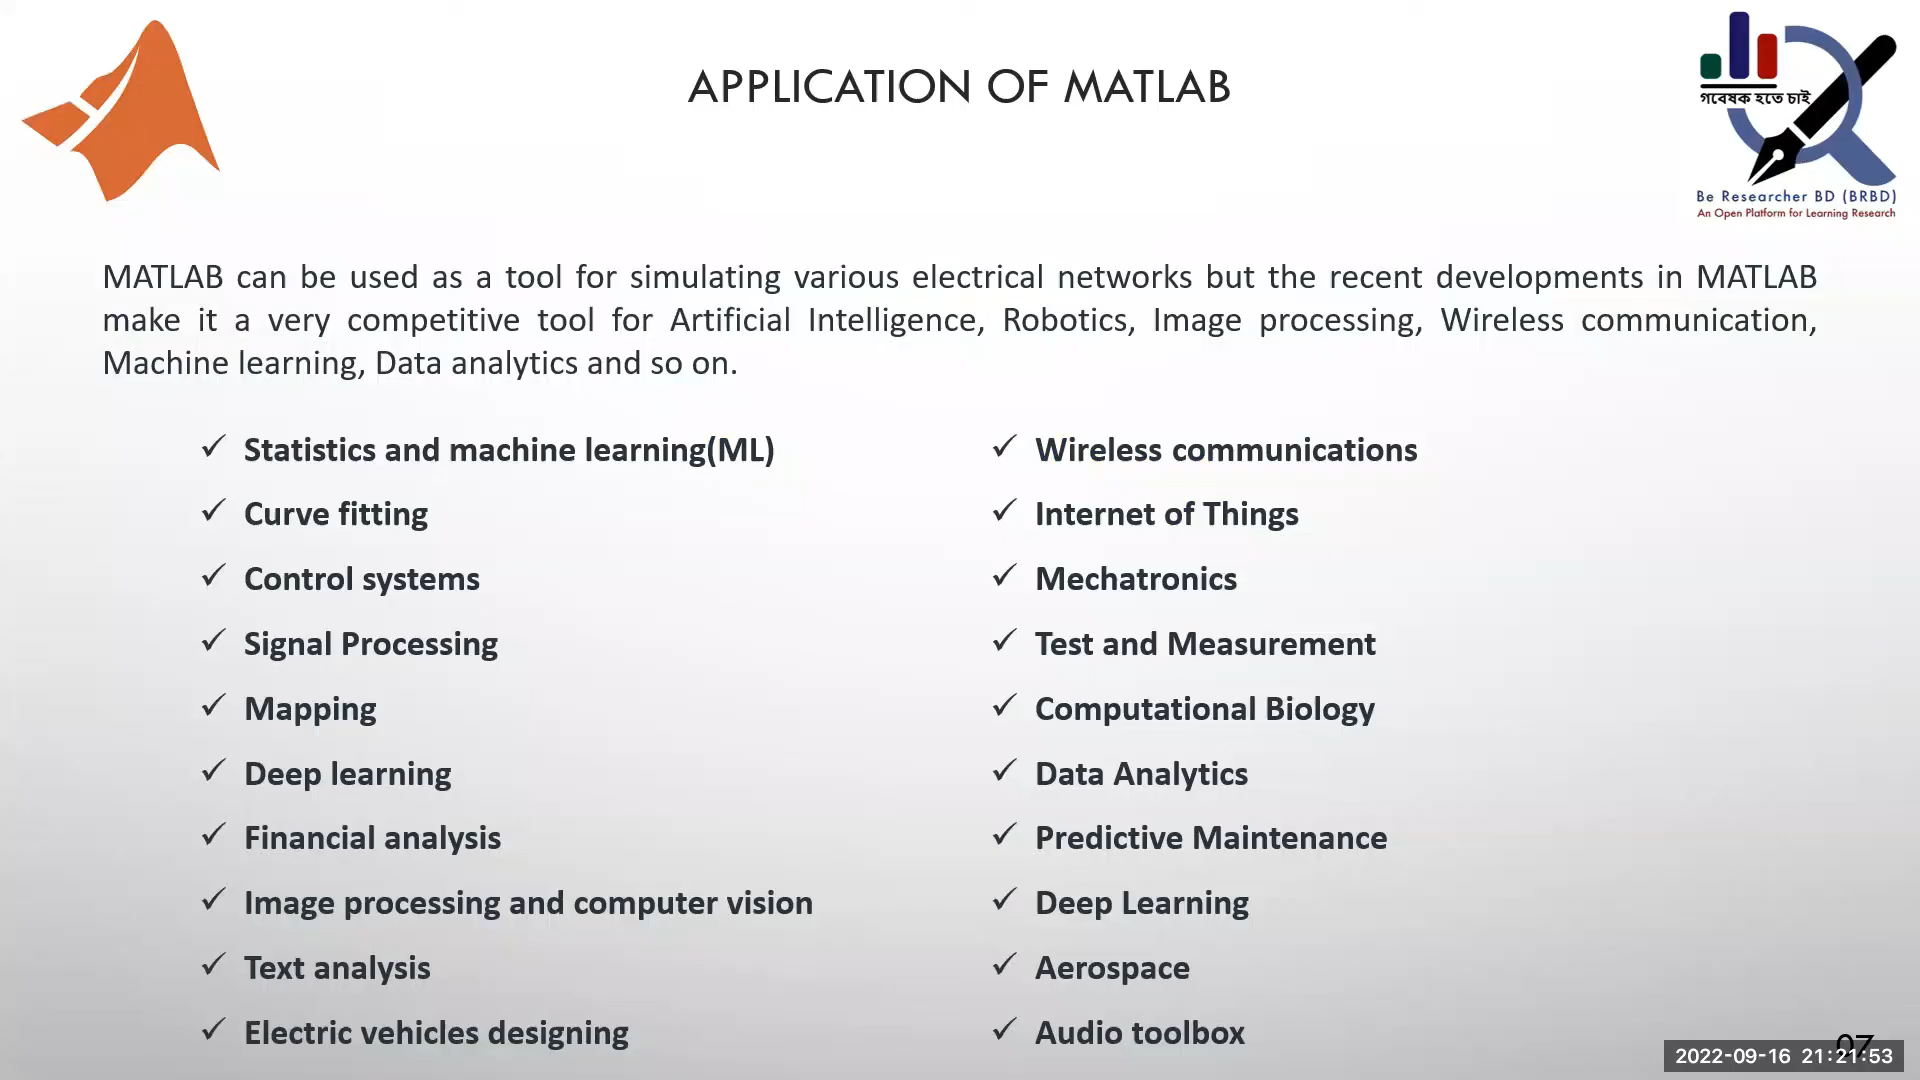 APPLICATION OF MATLAB
গবেষক হতে চাই
Be Researcher BD (BRBD)
An Open Platform for Learning Research
MATLAB can be used as a tool for simulating various electrical networks but the recent developments in MATLAB
make it a very competitive tool for Artificial Intelligence, Robotics, Image processing, Wireless communication,
Machine learning, Data analytics and so on.
✓ Statistics and machine learning(ML)
✓ Curve fitting
✓ Control systems
✓ Signal Processing
✓ Mapping
✓ Deep learning
✓ Financial analysis
✓ Image processing and computer vision
✓ Text analysis
✓ Electric vehicles designing
✓ Wireless communications
✓ Internet of Things
✓ Mechatronics
✓ Test and Measurement
✓ Computational Biology
✓ Data Analytics
✓ Predictive Maintenance
✓ Deep Learning
✓ Aerospace
✓ Audio toolbox
07
2022-09-16 21:21:53